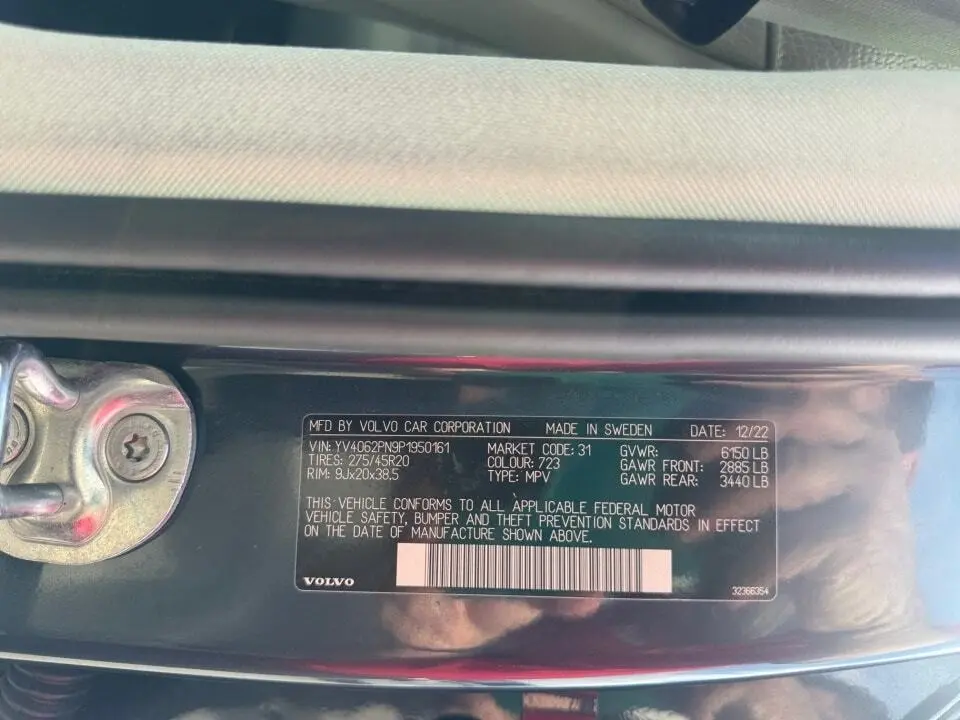 MFD BY VOLVO CAR CORPORATION MADE IN SWEDEN DATE: 12/22
VIN: YV4062PN9P1950161 MARKET CODE: 31 GVWR: 6150 LB
TIRES: 275/45R20 COLOUR: 723 GAWR FRONT: 2885 LB
RIM: 9Jx20x38.5 TYPE: MPV GAWR REAR: 3440 LB
THIS VEHICLE CONFORMS TO ALL APPLICABLE FEDERAL MOTOR
VEHICLE SAFETY, BUMPER AND THEFT PREVENTION STANDARDS IN EFFECT
ON THE DATE OF MANUFACTURE SHOWN ABOVE.
VOLVO 32366354